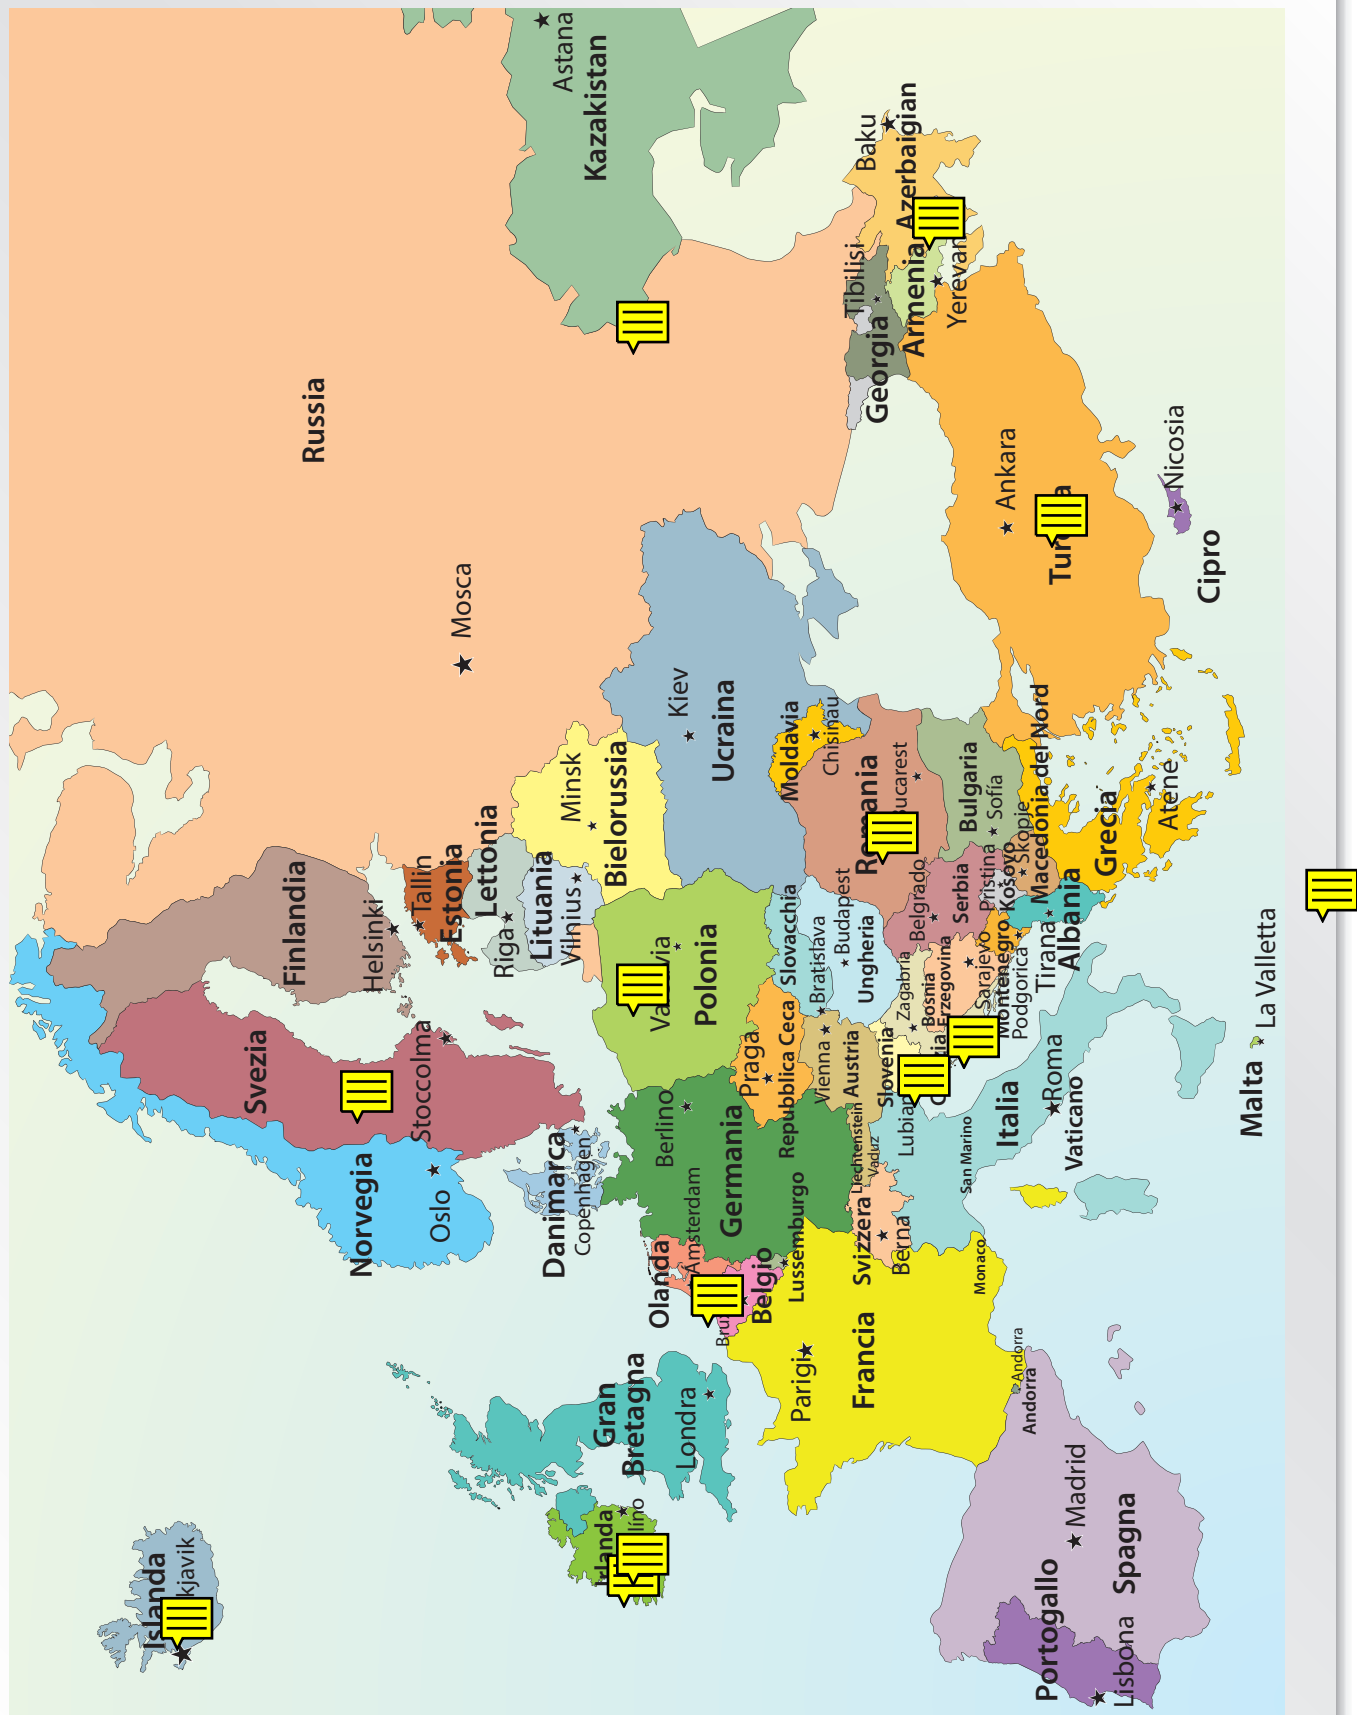 Astana
Kazakistan
Russia
Mosca
Baku
Azerbaigian
Tibilisi
Georgia
Armenia
Yerevan
Ankara
Nicosia
Cipro
Kiev
Ucraina
Minsk
Bielorussia
Moldavia
Chisinau
Bulgaria
Sofia
Macedonia del Nord
Skopje
Grecia
Atene
Finlandia
Helsinki
Tallin
Estonia
Lettonia
Riga
Lituania
Vilnius
Polonia
Slovacchia
Bratislava
Budapest
Ungheria
Belgrado
Serbia
Pristina
Kosovo
Albania
Tirana
Montenegro
Podgorica
Sarajevo
Bosnia
Erzegovina
Zagabria
Slovenia
Austria
Vienna
Praga
Repubblica Ceca
Svezia
Stoccolma
Norvegia
Oslo
Danimarca
Copenhagen
Berlino
Germania
Amsterdam
Olanda
Belgio
Lussemburgo
Liechtenstein
Vaduz
Svizzera
Berna
Italia
Roma
Vaticano
San Marino
La Valletta
Malta
Monaco
Francia
Parigi
Andorra
Andorra
Gran
Bretagna
Londra
Irlanda
Islanda
Madrid
Spagna
Portogallo
Lisbona